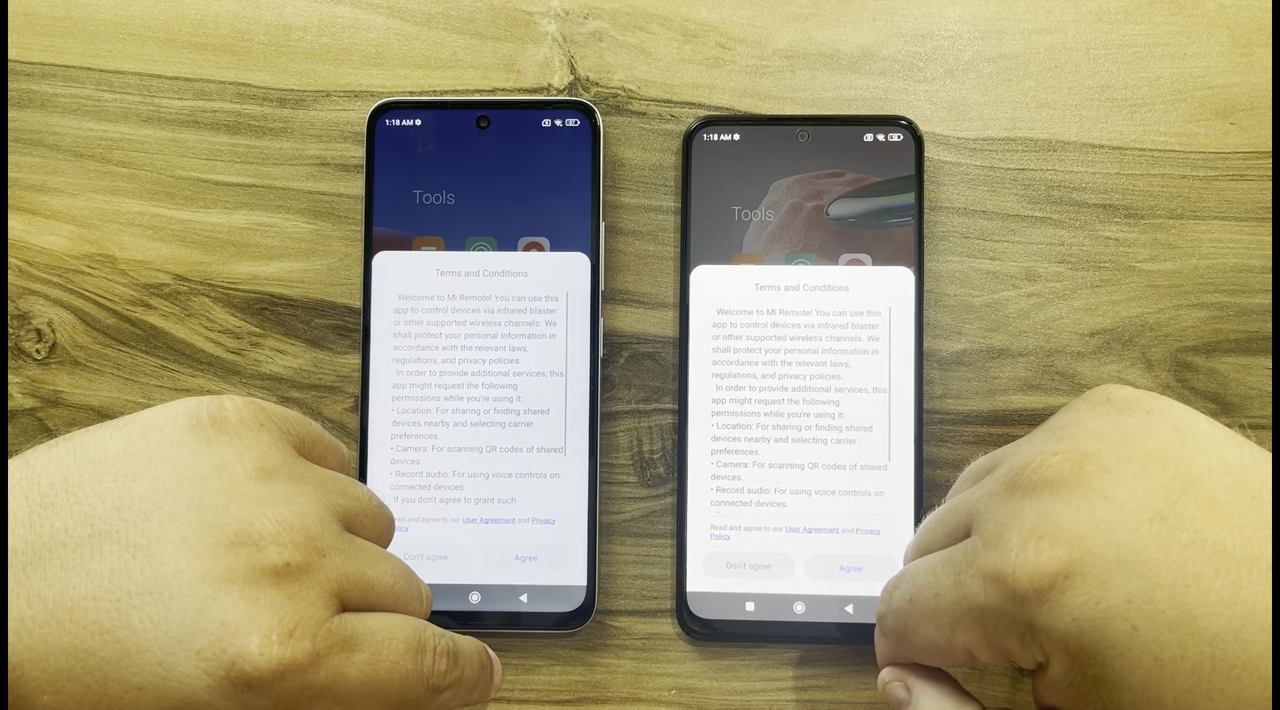 1:18 AM
Tools
Terms and Conditions
Welcome to Mi Remote! You can use this
app to control devices via infrared blaster
or other supported wireless channels. We
shall protect your personal information in
accordance with the relevant laws,
regulations, and privacy policies.
In order to provide additional services, this
app might request the following
permissions while you're using it:
• Location: For sharing or finding shared
devices nearby and selecting carrier
preferences.
• Camera: For scanning QR codes of shared
devices.
• Record audio: For using voice controls on
connected devices.
If you don't agree to grant such
and agree to our User Agreement and Privacy
Don't agree
Agree
1:18 AM
Tools
Terms and Conditions
Welcome to Mi Remote! You can use this
app to control devices via infrared blaster
or other supported wireless channels. We
shall protect your personal information in
accordance with the relevant laws,
regulations, and privacy policies.
In order to provide additional services, this
app might request the following
permissions while you're using it:
• Location: For sharing or finding shared
devices nearby and selecting carrier
preferences.
• Camera: For scanning QR codes of shared
devices.
• Record audio: For using voice controls on
connected devices.
Read and agree to our User Agreement and Privacy
Policy
Don't agree
Agree